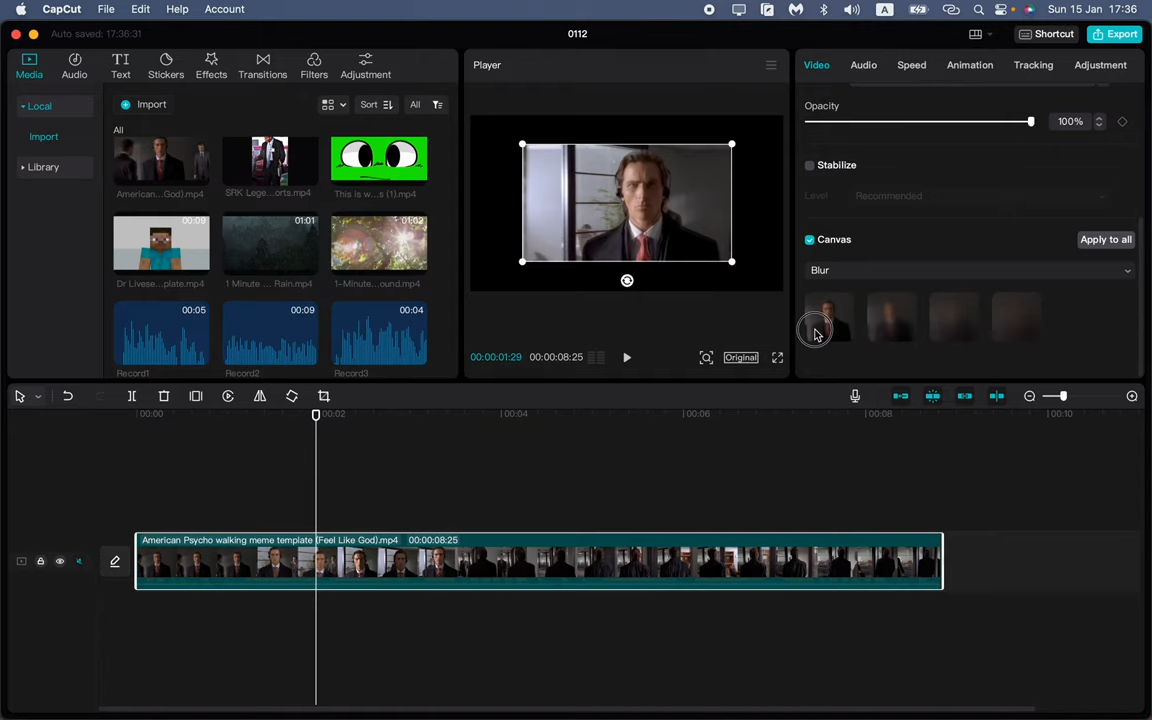 CapCut File Edit Help Account A Sun 15 Jan 17:36
Auto saved: 17:36:31 0112 Shortcut Export
Media Audio Text Stickers Effects Transitions Filters Adjustment
Player
Video Audio Speed Animation Tracking Adjustment
Local
Import
Library
Import Sort All
All
American...God).mp4 SRK Lege...orts.mp4 This is w...s (1).mp4
00:09 01:01 01:02
Dr Livese...plate.mp4 1 Minute ... Rain.mp4 1-Minute...ound.mp4
00:05 00:09 00:04
Record1 Record2 Record3
00:00:01:29 00:00:08:25 Original
Opacity
100%
Stabilize
Level Recommended
Canvas Apply to all
Blur
00:00 00:02 00:04 00:06 00:08 00:10
American Psycho walking meme template (Feel Like God).mp4 00:00:08:25